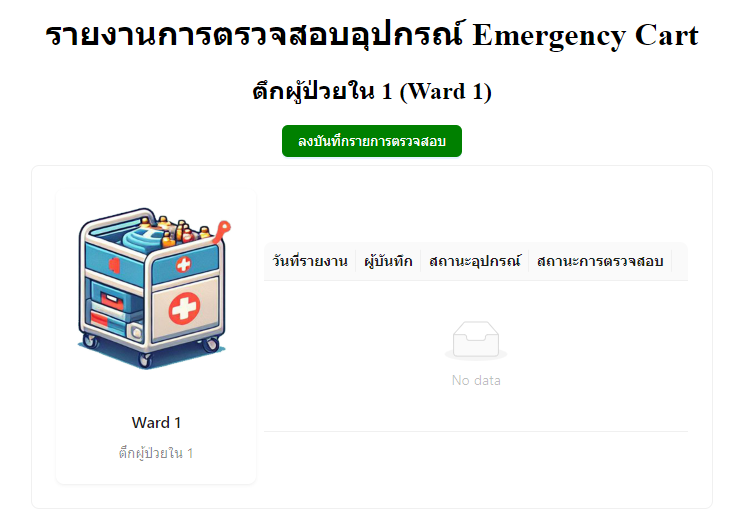 รายงานการตรวจสอบอุปกรณ์ Emergency Cart
ตึกผู้ป่วยใน 1 (Ward 1)
ลงบันทึกรายการตรวจสอบ
วันที่รายงาน ผู้บันทึก สถานะอุปกรณ์ สถานะการตรวจสอบ
No data
Ward 1
ตึกผู้ป่วยใน 1